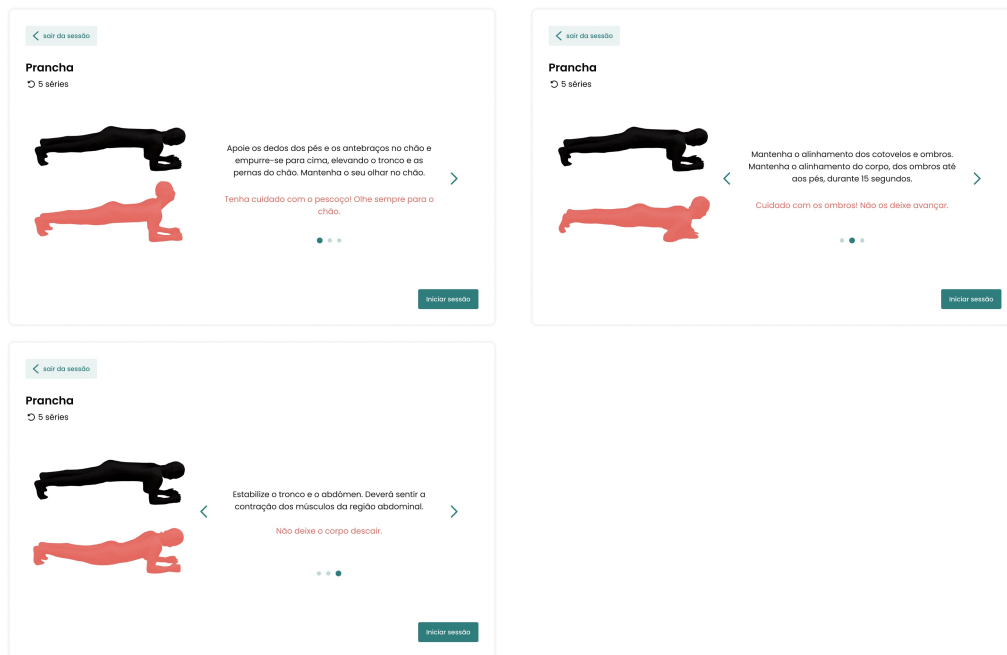 sair da sessão
Prancha
5 séries
Apoie os dedos dos pés e os antebraços no chão e
empurre-se para cima, elevando o tronco e as
pernas do chão. Mantenha o seu olhar no chão.
Tenha cuidado com o pescoço! Olhe sempre para o
chão.
Iniciar sessão
sair da sessão
Prancha
5 séries
Mantenha o alinhamento dos cotovelos e ombros.
Mantenha o alinhamento do corpo, dos ombros até
aos pés, durante 15 segundos.
Cuidado com os ombros! Não os deixe avançar.
Iniciar sessão
sair da sessão
Prancha
5 séries
Estabilize o tronco e o abdómen. Deverá sentir a
contração dos músculos da região abdominal.
Não deixe o corpo descair.
Iniciar sessão